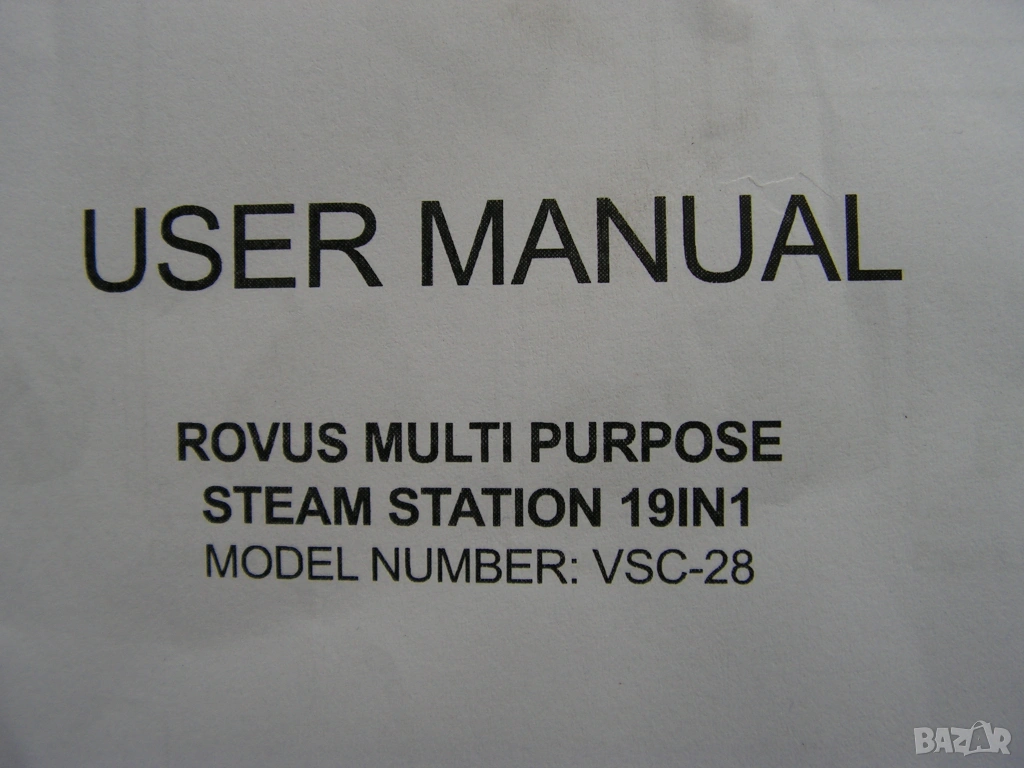 USER MANUAL
ROVUS MULTI PURPOSE
STEAM STATION 19IN1
MODEL NUMBER: VSC-28
BAZAR